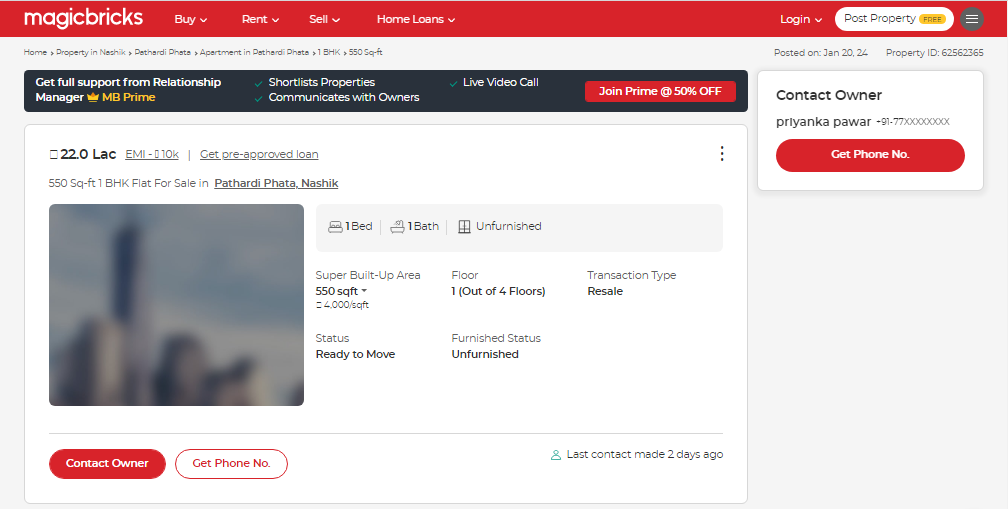 magicbricks
Buy
Rent
Sell
Home Loans
Login
Post Property FREE
Home > Property in Nashik > Pathardi Phata > Apartment in Pathardi Phata > 1 BHK > 550 Sq-ft
Posted on: Jan 20, 24 Property ID: 62562365
Get full support from Relationship
Manager MB Prime
Shortlists Properties
Communicates with Owners
Live Video Call
Join Prime @ 50% OFF
22.0 Lac EMI - 10k | Get pre-approved loan
550 Sq-ft 1 BHK Flat For Sale in Pathardi Phata, Nashik
1 Bed
1 Bath
Unfurnished
Super Built-Up Area
550 sqft
4,000/sqft
Floor
1 (Out of 4 Floors)
Transaction Type
Resale
Status
Ready to Move
Furnished Status
Unfurnished
Contact Owner
Get Phone No.
Last contact made 2 days ago
Contact Owner
priyanka pawar +91-77XXXXXXXX
Get Phone No.